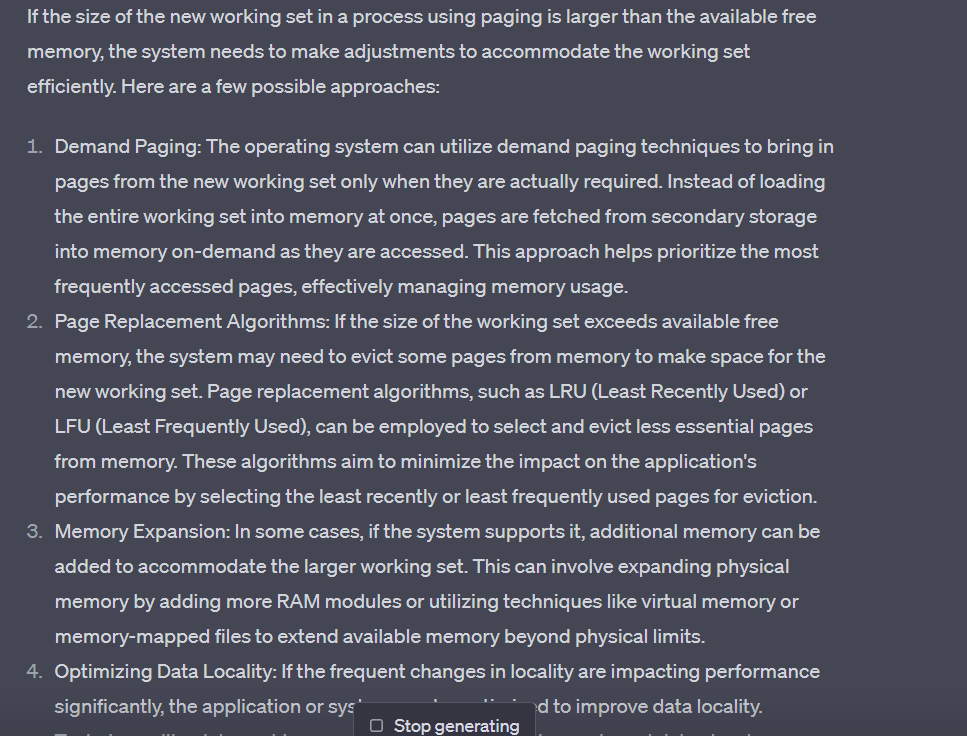 If the size of the new working set in a process using paging is larger than the available free
memory, the system needs to make adjustments to accommodate the working set
efficiently. Here are a few possible approaches:
1. Demand Paging: The operating system can utilize demand paging techniques to bring in
pages from the new working set only when they are actually required. Instead of loading
the entire working set into memory at once, pages are fetched from secondary storage
into memory on-demand as they are accessed. This approach helps prioritize the most
frequently accessed pages, effectively managing memory usage.
2. Page Replacement Algorithms: If the size of the working set exceeds available free
memory, the system may need to evict some pages from memory to make space for the
new working set. Page replacement algorithms, such as LRU (Least Recently Used) or
LFU (Least Frequently Used), can be employed to select and evict less essential pages
from memory. These algorithms aim to minimize the impact on the application's
performance by selecting the least recently or least frequently used pages for eviction.
3. Memory Expansion: In some cases, if the system supports it, additional memory can be
added to accommodate the larger working set. This can involve expanding physical
memory by adding more RAM modules or utilizing techniques like virtual memory or
memory-mapped files to extend available memory beyond physical limits.
4. Optimizing Data Locality: If the frequent changes in locality are impacting performance
significantly, the application or to improve data locality.
Stop generating